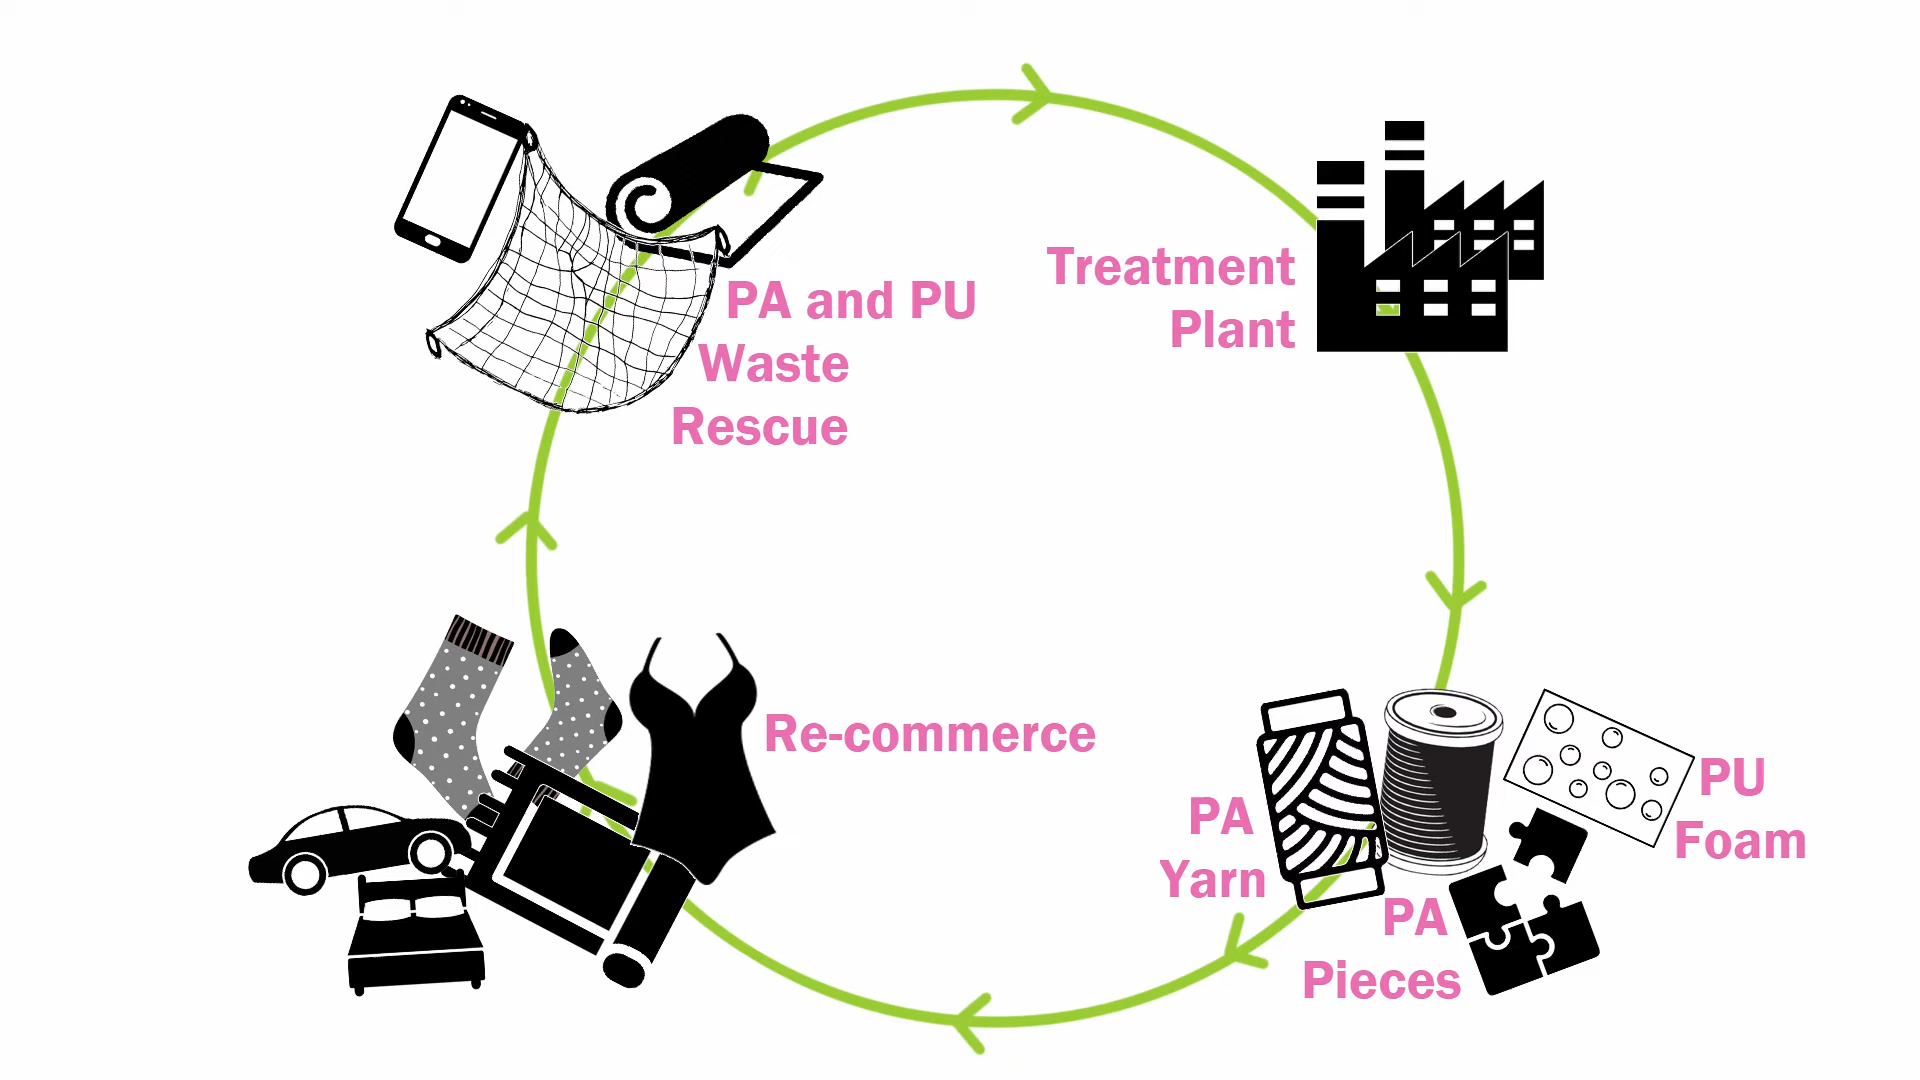 PA and PU
Waste
Rescue
Treatment
Plant
Re-commerce
PA
Yarn
PA
Pieces
PU
Foam